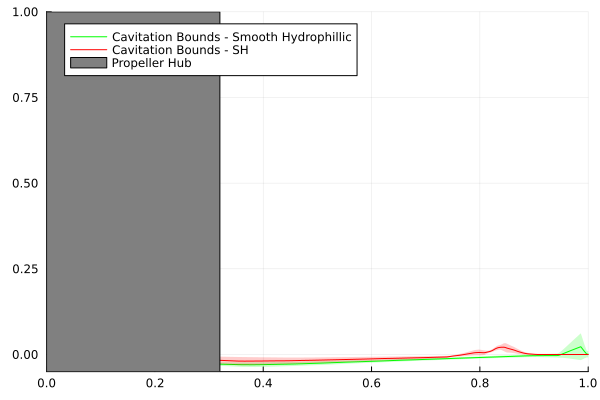 1.00
Cavitation Bounds - Smooth Hydrophillic
Cavitation Bounds - SH
Propeller Hub
0.75
0.50
0.25
0.00
0.0 0.2 0.4 0.6 0.8 1.0